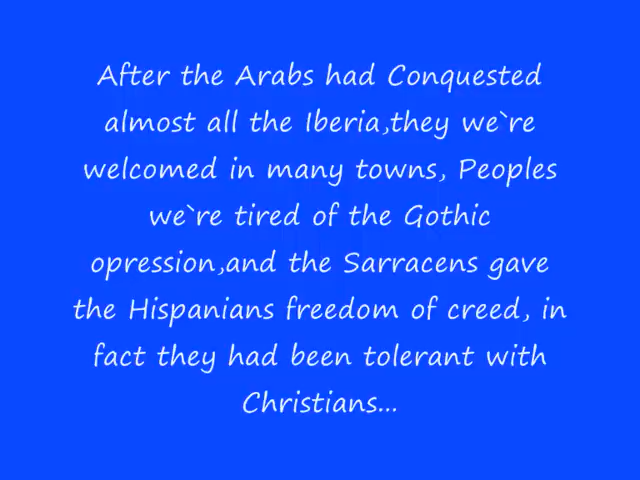 After the Arabs had Conquested
almost all the Iberia,they we`re
welcomed in many towns, Peoples
we`re tired of the Gothic
opression,and the Sarracens gave
the Hispanians freedom of creed, in
fact they had been tolerant with
Christians...